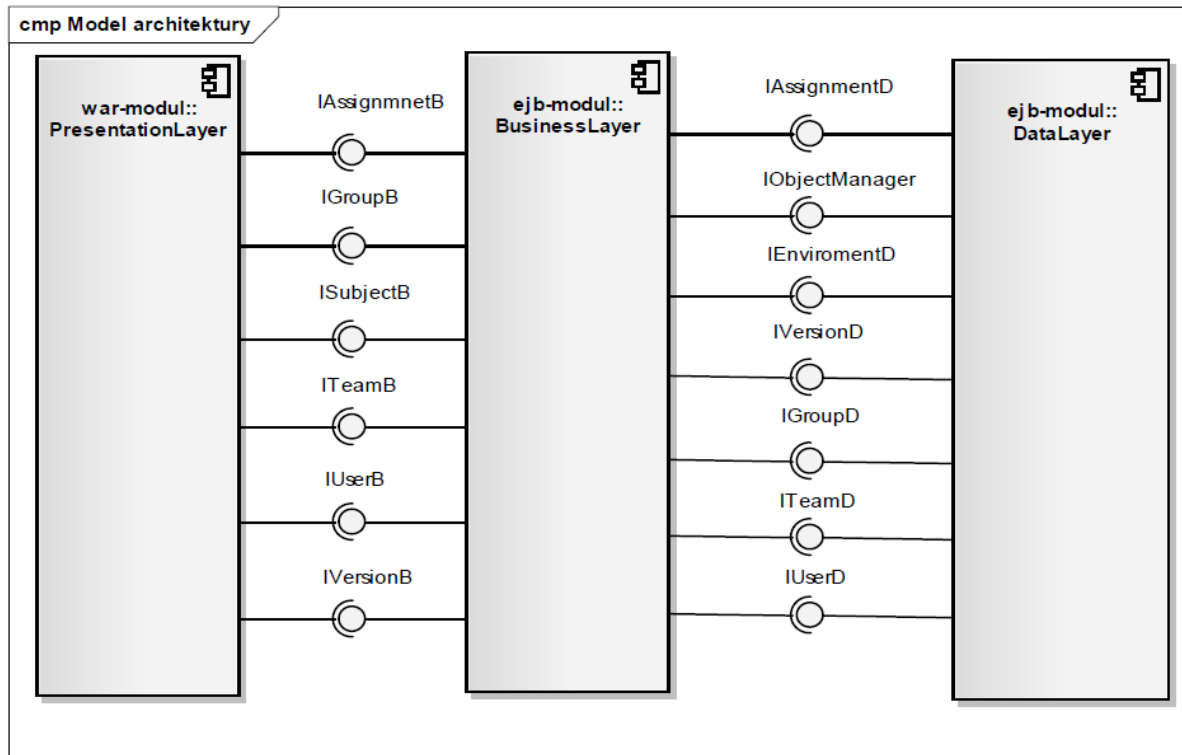 cmp Model architektury
war-modul::
PresentationLayer
IAssignmnetB
IGroupB
ISubjectB
ITeamB
IUserB
IVersionB
ejb-modul::
BusinessLayer
IAssignmentD
IObjectManager
IEnviromentD
IVersionD
IGroupD
ITeamD
IUserD
ejb-modul::
DataLayer